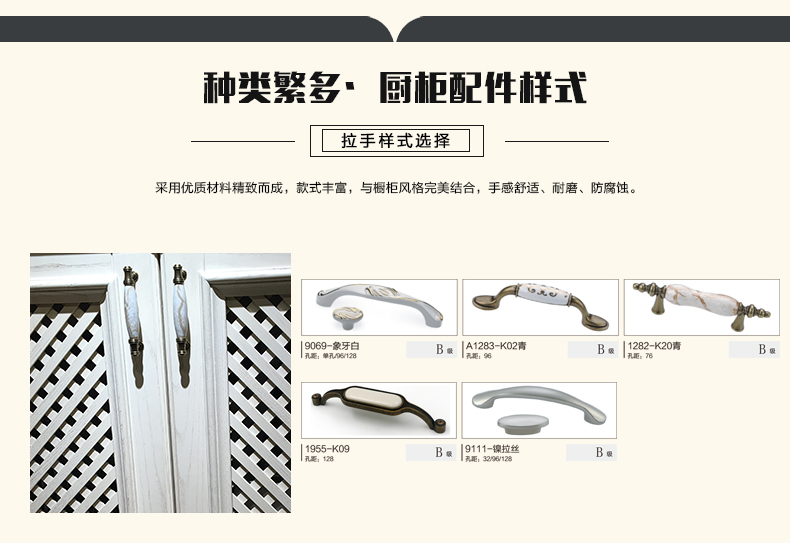 种类繁多· 厨柜配件样式
拉手样式选择
采用优质材料精致而成，款式丰富，与橱柜风格完美结合，手感舒适、耐磨、防腐蚀。
9069-象牙白
孔距：单孔/96/128
B 级
A1283-K02青
孔距：96
B 级
1282-K20青
孔距：76
B 级
1955-K09
孔距：128
B 级
9111-镍拉丝
孔距：32/96/128
B 级